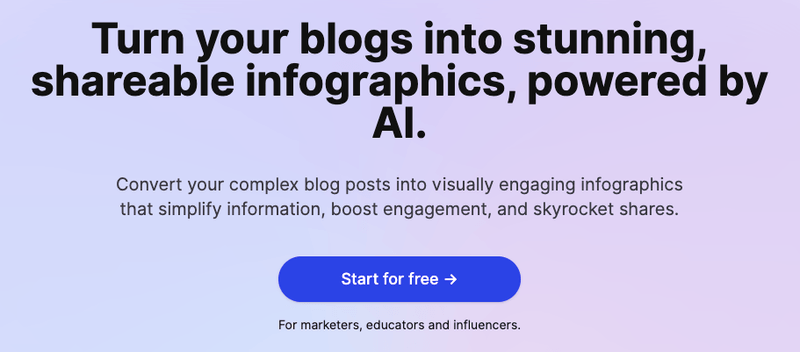 Turn your blogs into stunning,
shareable infographics, powered by
AI.
Convert your complex blog posts into visually engaging infographics
that simplify information, boost engagement, and skyrocket shares.
Start for free →
For marketers, educators and influencers.